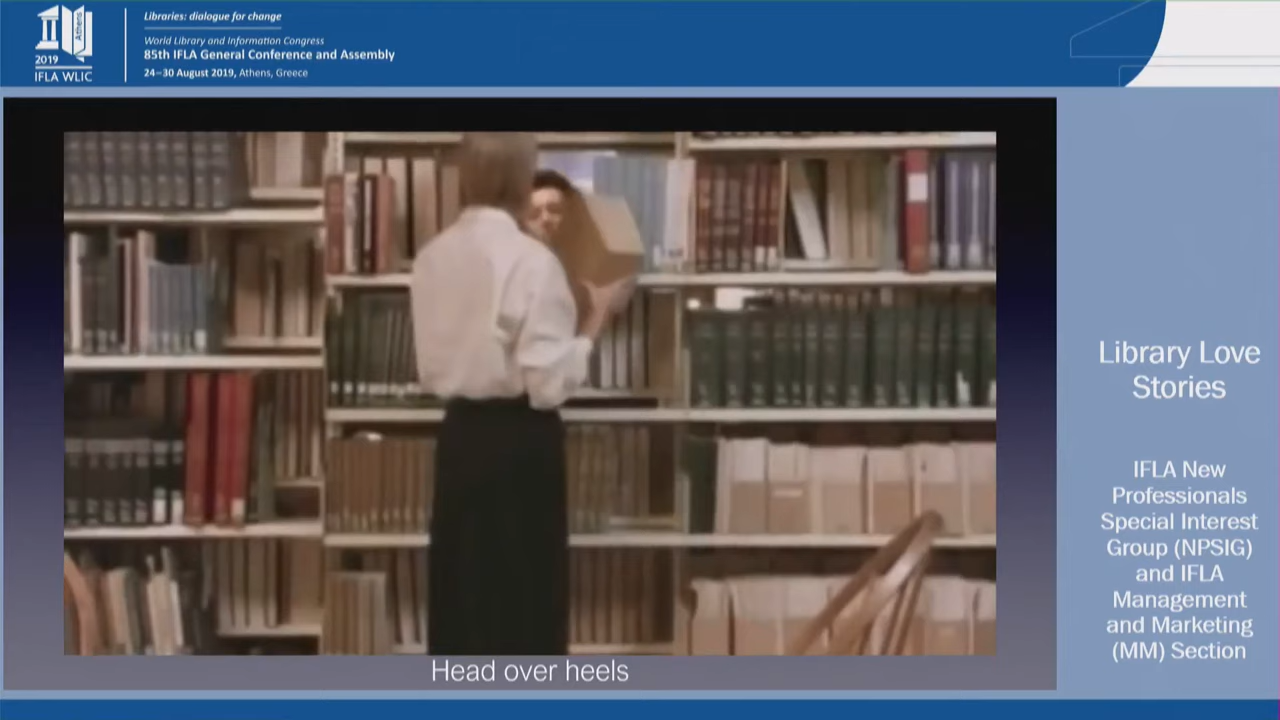 Libraries: dialogue for change
World Library and Information Congress
85th IFLA General Conference and Assembly
24–30 August 2019, Athens, Greece
Athens
2019
IFLA WLIC
Library Love
Stories
IFLA New
Professionals
Special Interest
Group (NPSIG)
and IFLA
Management
and Marketing
(MM) Section
Head over heels